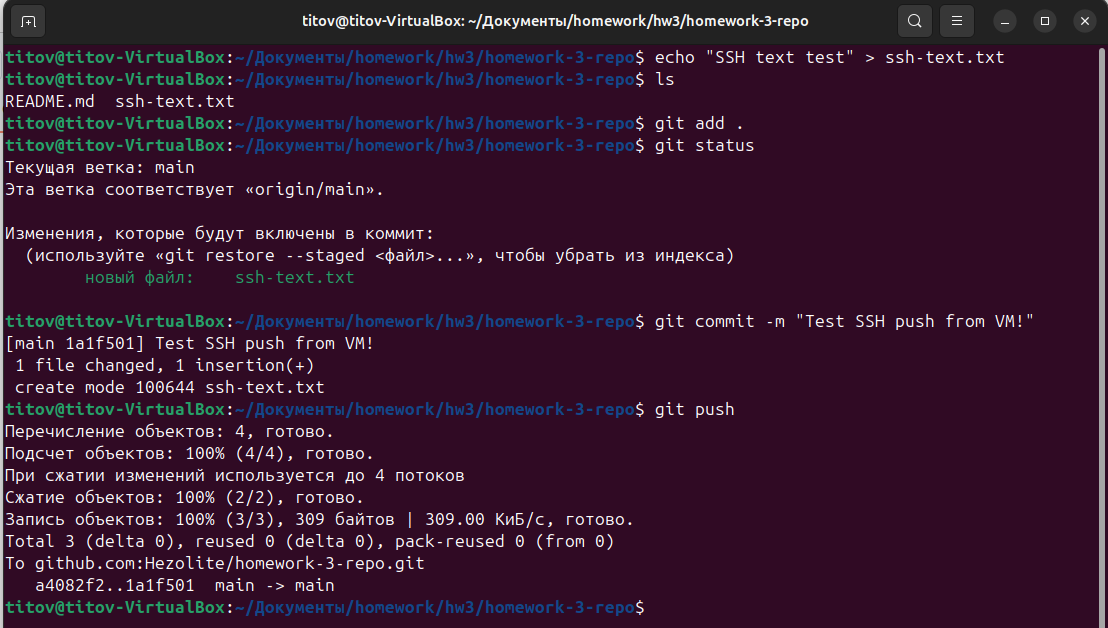 titov@titov-VirtualBox: ~/Документы/homework/hw3/homework-3-repo
titov@titov-VirtualBox:~/Документы/homework/hw3/homework-3-repo$ echo "SSH text test" > ssh-text.txt
titov@titov-VirtualBox:~/Документы/homework/hw3/homework-3-repo$ ls
README.md  ssh-text.txt
titov@titov-VirtualBox:~/Документы/homework/hw3/homework-3-repo$ git add .
titov@titov-VirtualBox:~/Документы/homework/hw3/homework-3-repo$ git status
Текущая ветка: main
Эта ветка соответствует «origin/main».

Изменения, которые будут включены в коммит:
  (используйте «git restore --staged <файл>...», чтобы убрать из индекса)
        новый файл:    ssh-text.txt

titov@titov-VirtualBox:~/Документы/homework/hw3/homework-3-repo$ git commit -m "Test SSH push from VM!"
[main 1a1f501] Test SSH push from VM!
 1 file changed, 1 insertion(+)
 create mode 100644 ssh-text.txt
titov@titov-VirtualBox:~/Документы/homework/hw3/homework-3-repo$ git push
Перечисление объектов: 4, готово.
Подсчет объектов: 100% (4/4), готово.
При сжатии изменений используется до 4 потоков
Сжатие объектов: 100% (2/2), готово.
Запись объектов: 100% (3/3), 309 байтов | 309.00 КиБ/с, готово.
Total 3 (delta 0), reused 0 (delta 0), pack-reused 0 (from 0)
To github.com:Hezolite/homework-3-repo.git
   a4082f2..1a1f501  main -> main
titov@titov-VirtualBox:~/Документы/homework/hw3/homework-3-repo$